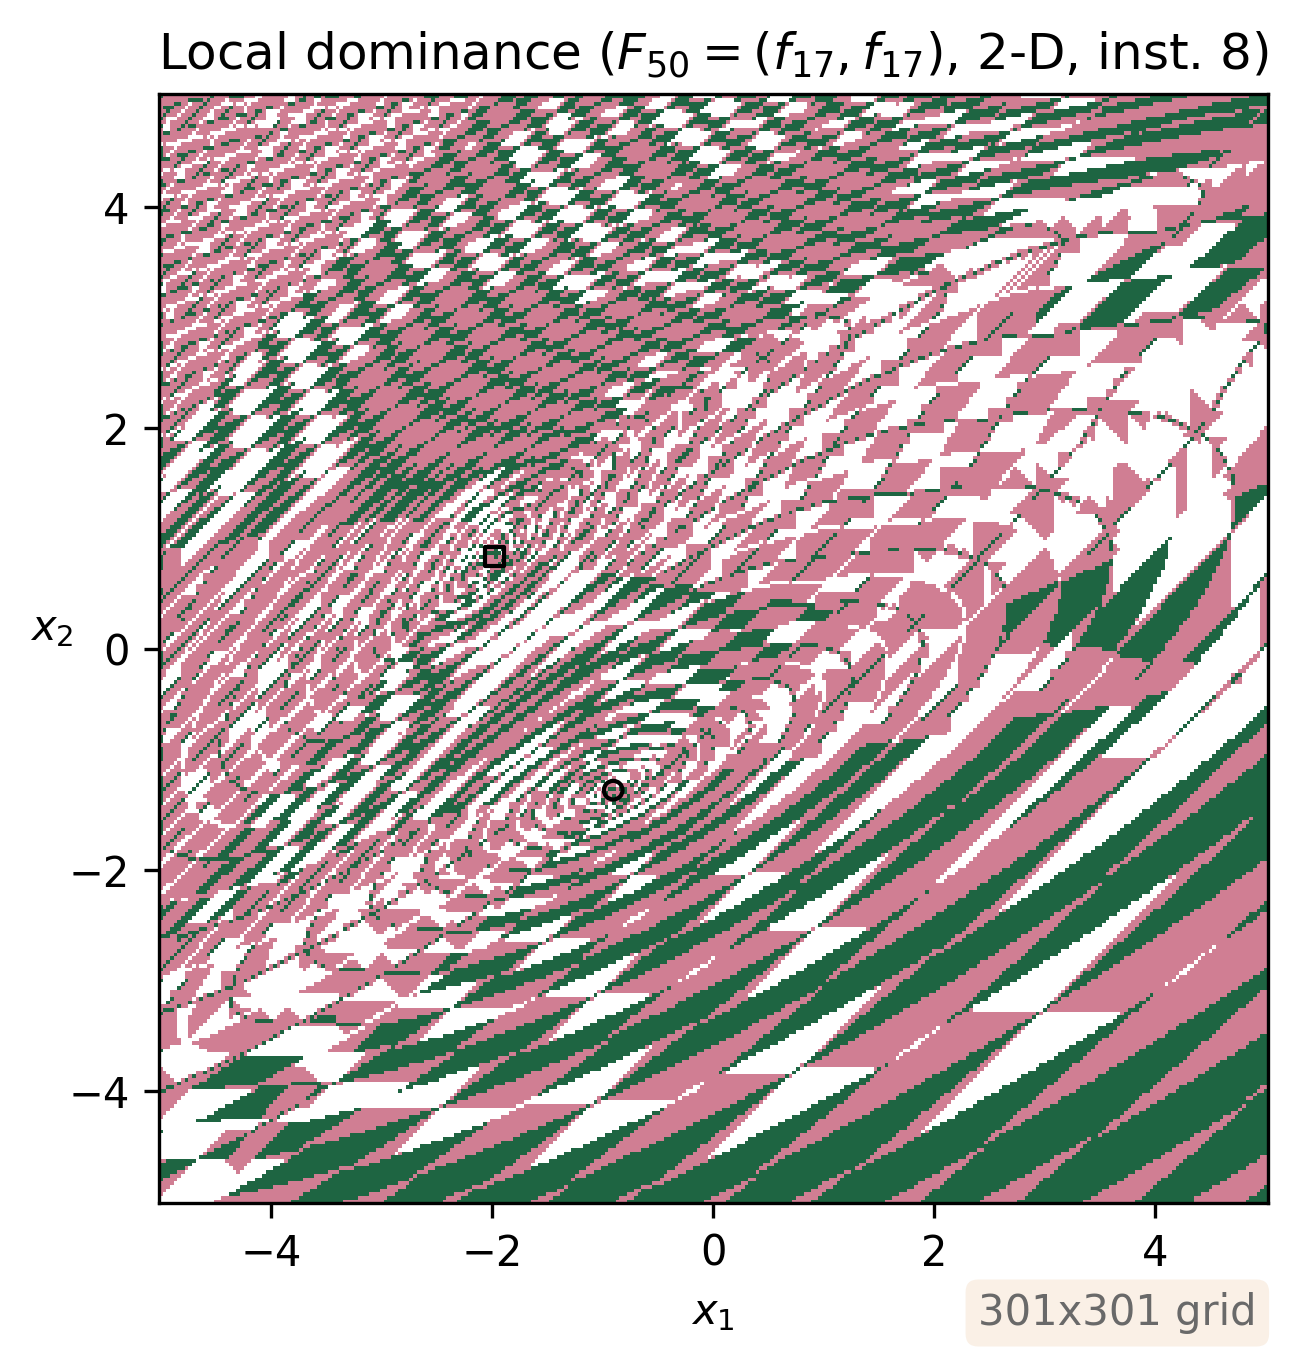 Local dominance (F₅₀ = (f₁₇, f₁₇), 2-D, inst. 8)
4
2
0
−2
−4
x₂
−4 −2 0 2 4
x₁
301x301 grid